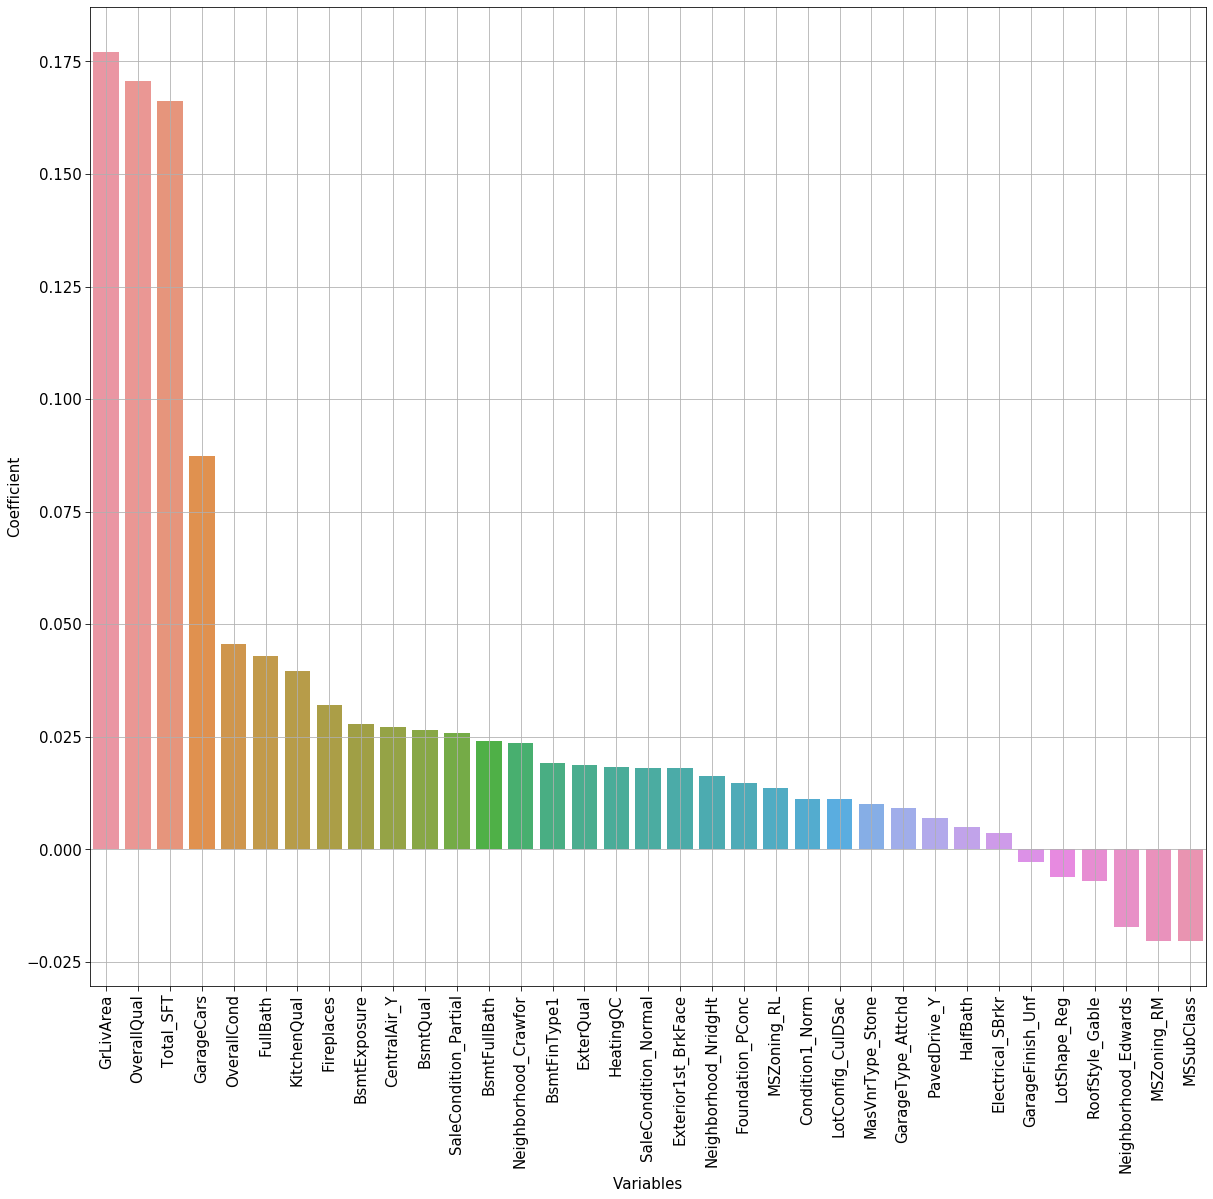 0.175
0.150
0.125
0.100
0.075
0.050
0.025
0.000
−0.025
Coefficient
GrLivArea
OverallQual
Total_SFT
GarageCars
OverallCond
FullBath
KitchenQual
Fireplaces
BsmtExposure
CentralAir_Y
BsmtQual
SaleCondition_Partial
BsmtFullBath
Neighborhood_Crawfor
BsmtFinType1
ExterQual
HeatingQC
SaleCondition_Normal
Exterior1st_BrkFace
Neighborhood_NridgHt
Foundation_PConc
MSZoning_RL
Condition1_Norm
LotConfig_CulDSac
MasVnrType_Stone
GarageType_Attchd
PavedDrive_Y
HalfBath
Electrical_SBrkr
GarageFinish_Unf
LotShape_Reg
RoofStyle_Gable
Neighborhood_Edwards
MSZoning_RM
MSSubClass
Variables